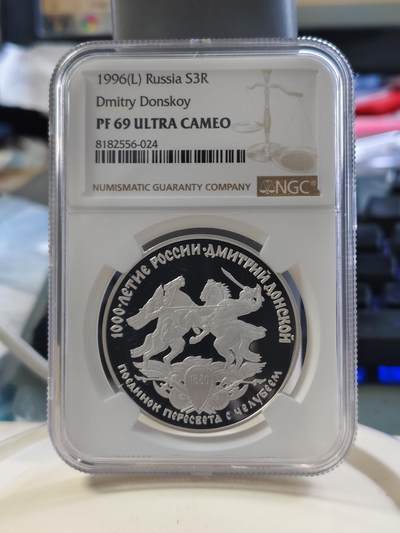 1996(L) Russia S3R
Dmitry Donskoy
PF 69 ULTRA CAMEO
8182556-024
NUMISMATIC GUARANTY COMPANY
NGC
1000-ЛЕТИЕ РОССИИ · ДМИТРИЙ ДОНСКОЙ
1380
ПОЕДИНОК ПЕРЕСВЕТА С ЧЕЛУБЕЕМ